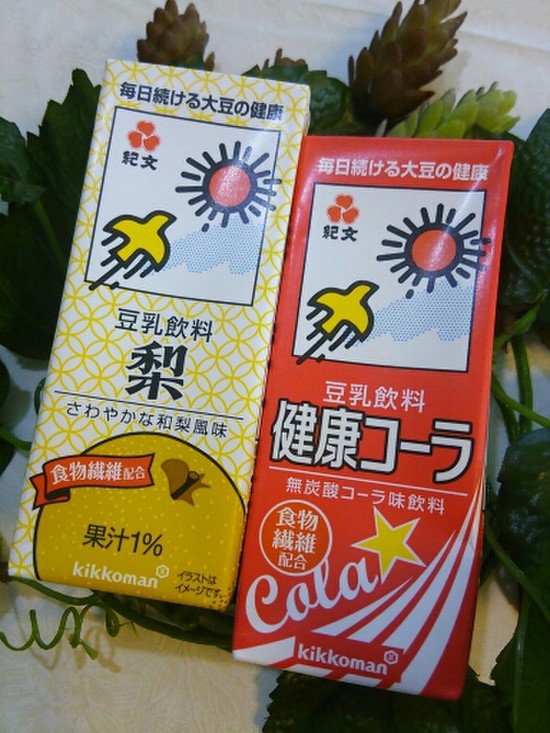 毎日続ける大豆の健康
紀文
豆乳飲料
梨
さわやかな和梨風味
食物繊維配合
果汁1%
kikkoman
イラストは
イメージです。
毎日続ける大豆の健康
紀文
豆乳飲料
健康コーラ
無炭酸コーラ味飲料
食物
繊維
配合
Cola
kikkoman